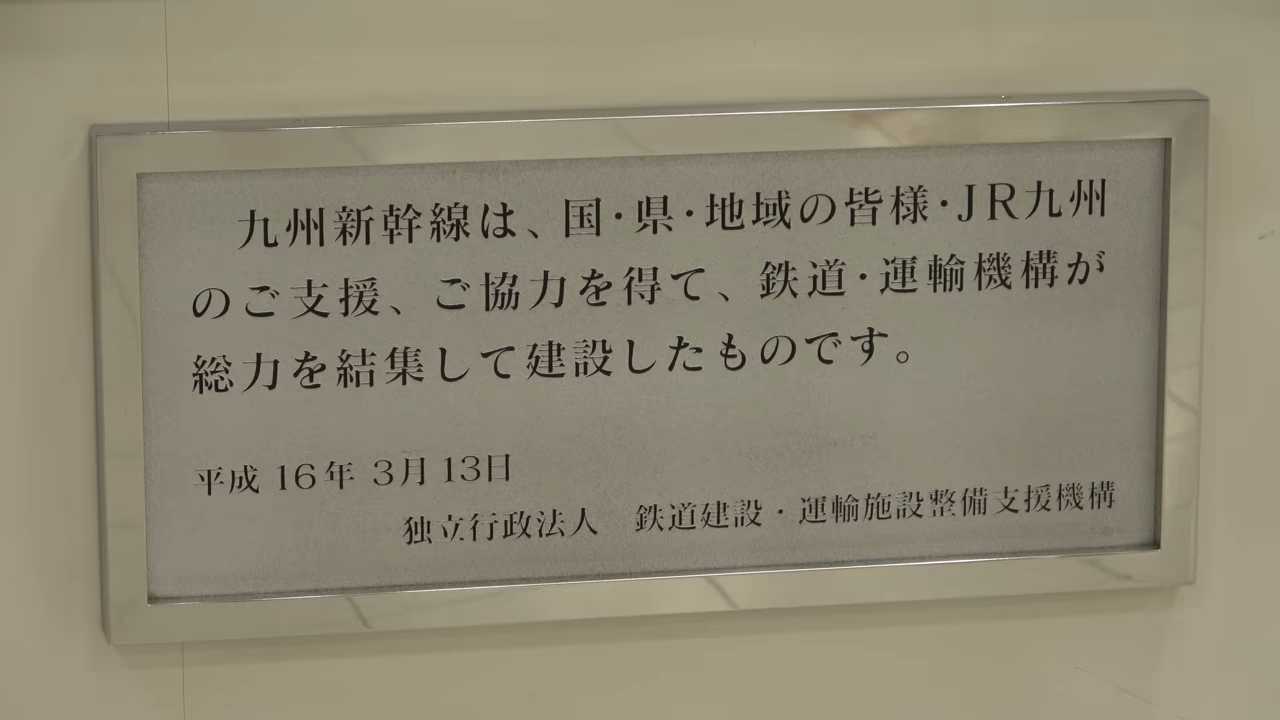 九州新幹線は、国・県・地域の皆様・JR九州
のご支援、ご協力を得て、鉄道・運輸機構が
総力を結集して建設したものです。
平成 16年 3月 13日
独立行政法人　鉄道建設・運輸施設整備支援機構